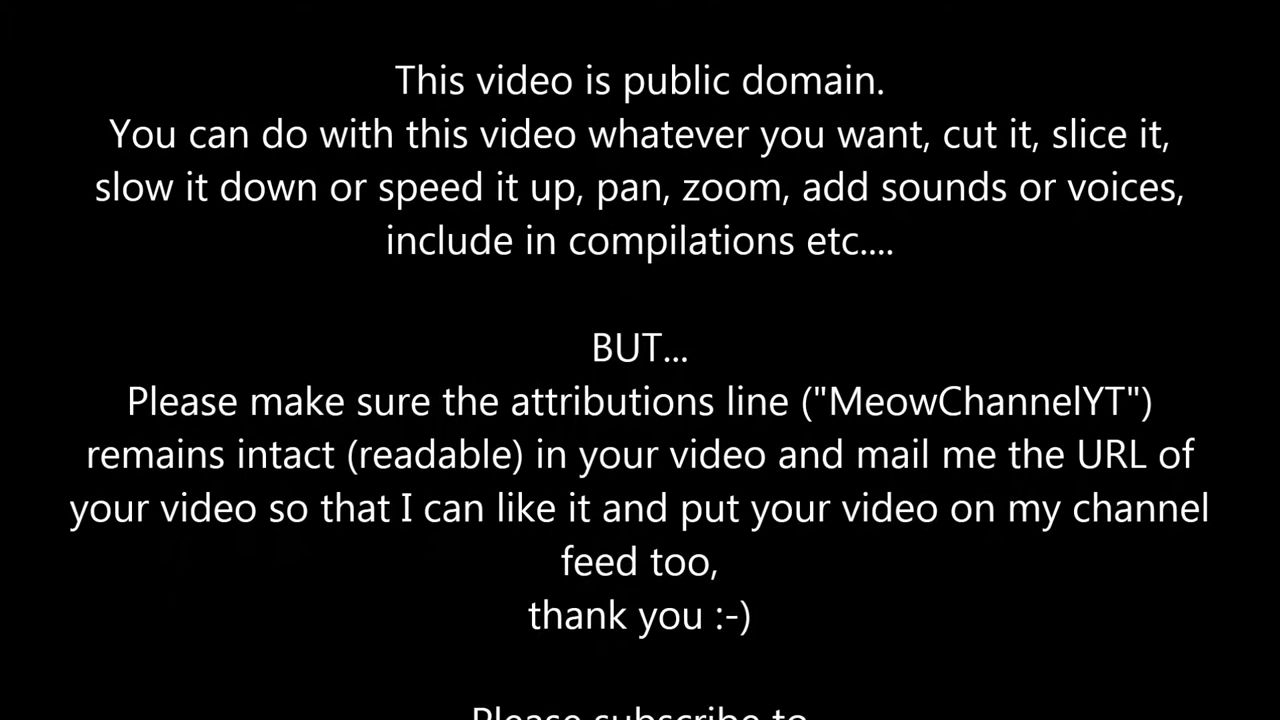 This video is public domain.
You can do with this video whatever you want, cut it, slice it,
slow it down or speed it up, pan, zoom, add sounds or voices,
include in compilations etc....
BUT...
Please make sure the attributions line ("MeowChannelYT")
remains intact (readable) in your video and mail me the URL of
your video so that I can like it and put your video on my channel
feed too,
thank you :-)
Please subscribe to